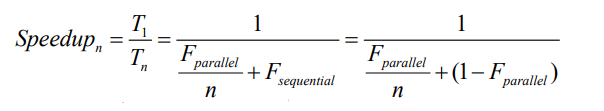 Speedup_n = T_1 / T_n = 1 / (F_parallel / n + F_sequential) = 1 / (F_parallel / n + (1 − F_parallel))